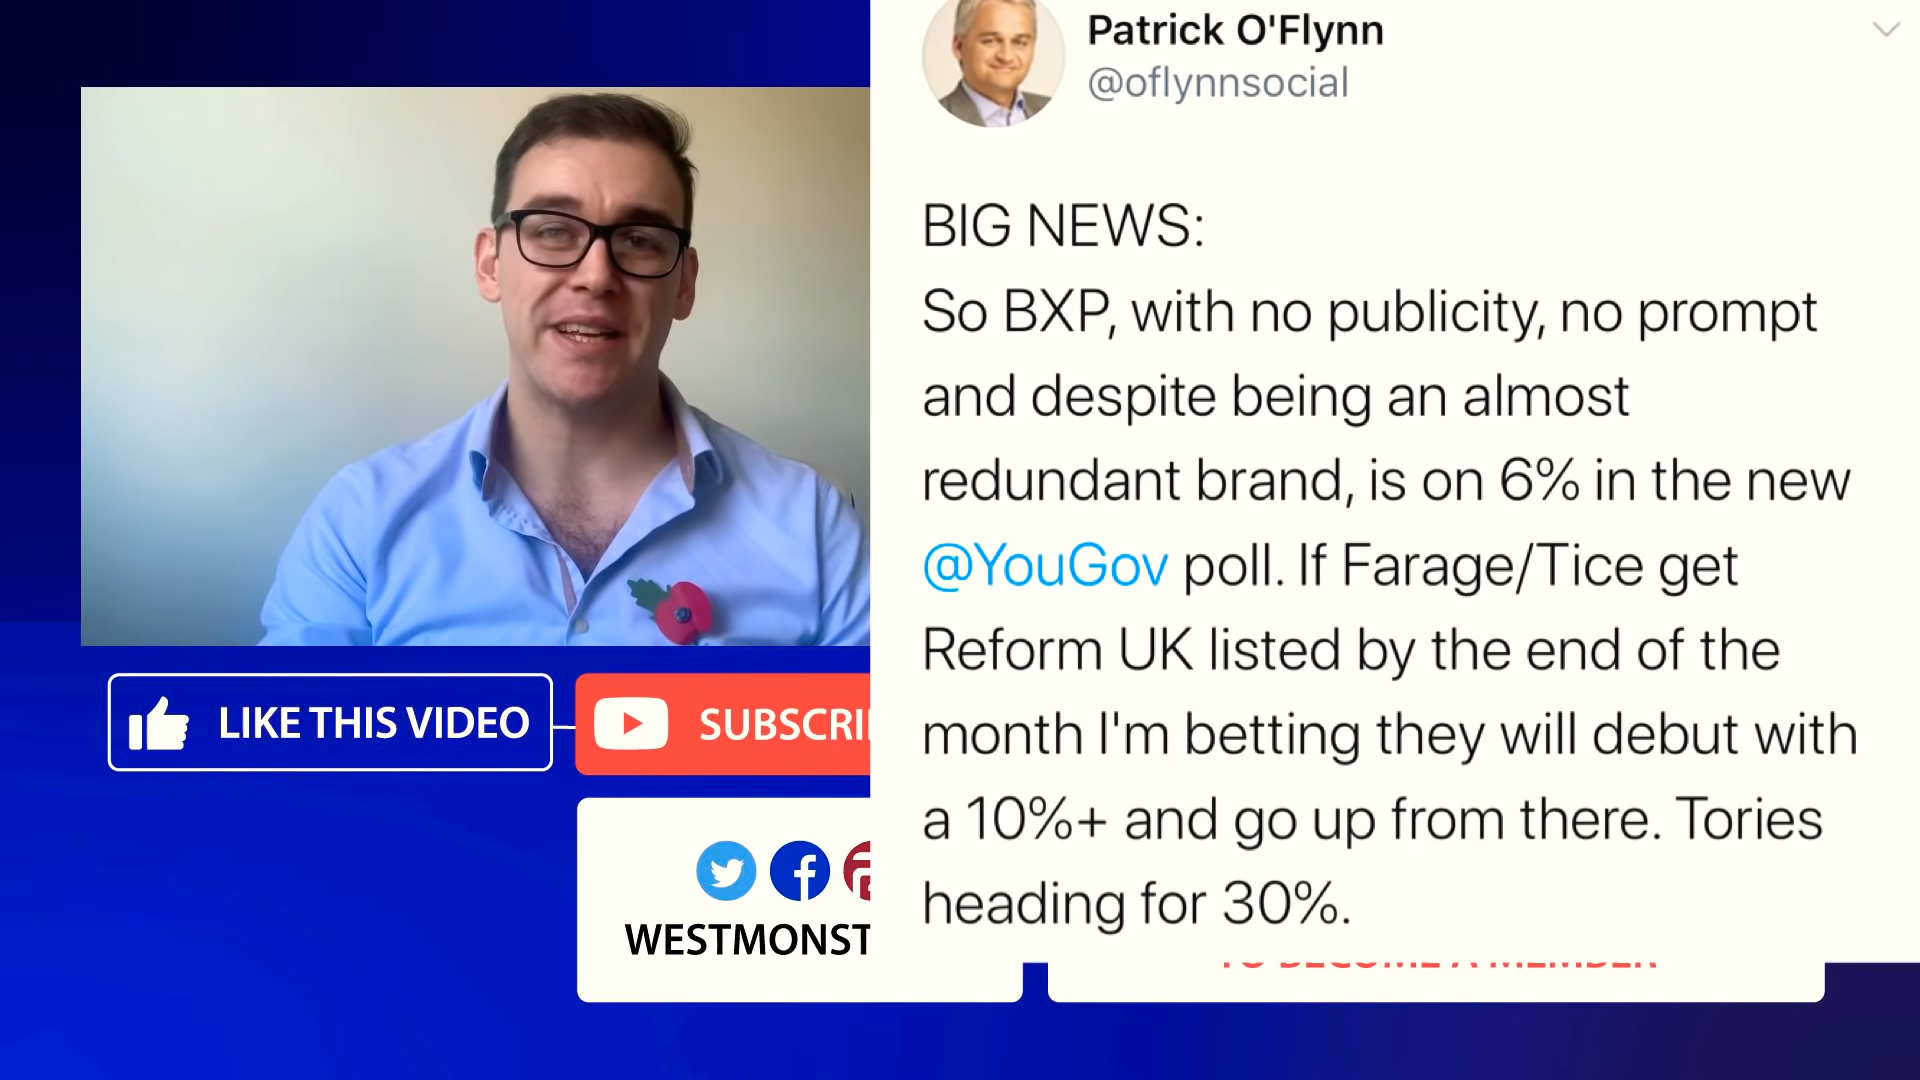 Patrick O'Flynn
@oflynnsocial
BIG NEWS:
So BXP, with no publicity, no prompt
and despite being an almost
redundant brand, is on 6% in the new
@YouGov poll. If Farage/Tice get
Reform UK listed by the end of the
month I'm betting they will debut with
a 10%+ and go up from there. Tories
heading for 30%.
LIKE THIS VIDEO
SUBSCRI
WESTMONST
TO BECOME A MEMBER